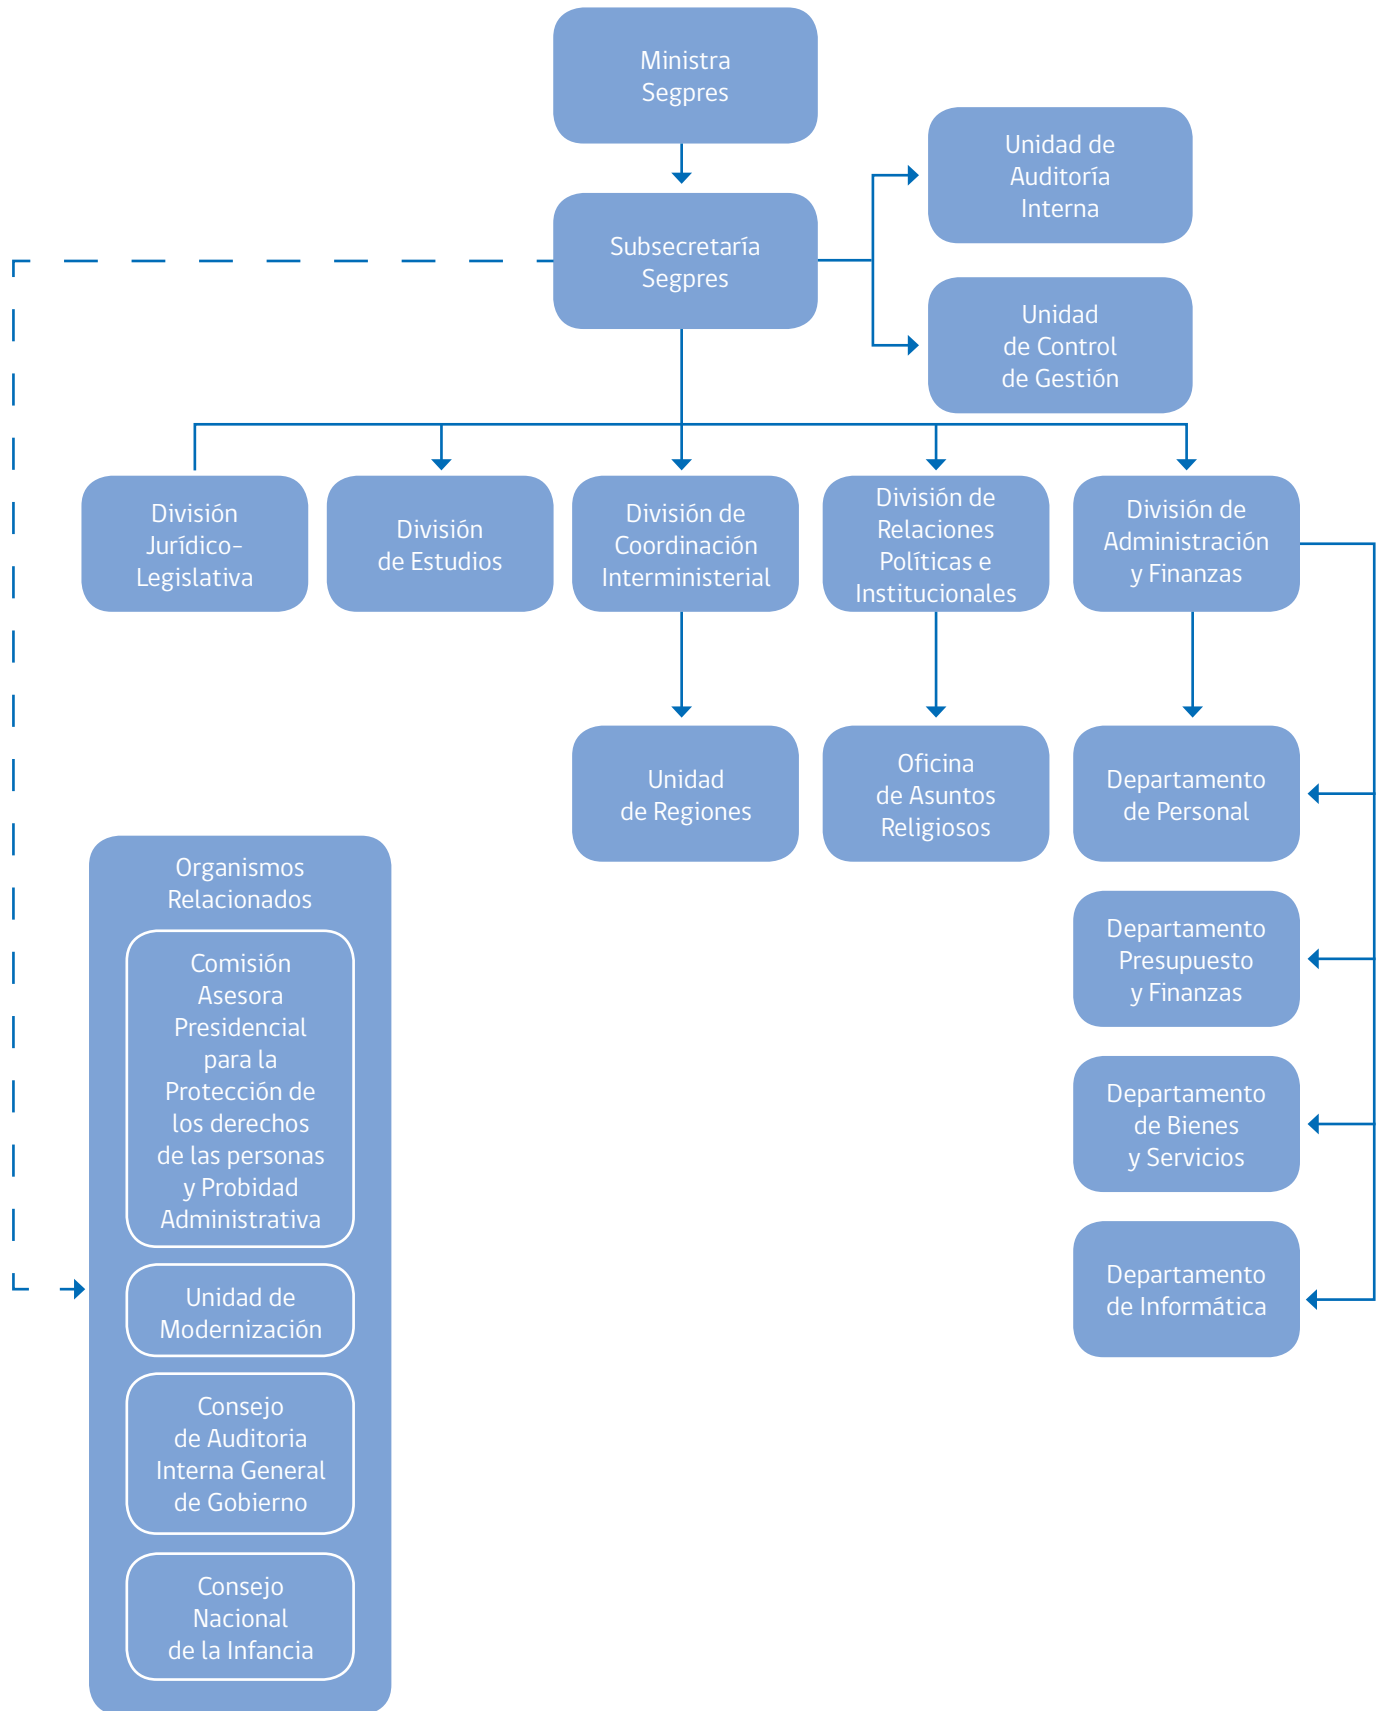 Ministra
Segpres
Unidad de
Auditoría
Interna
Subsecretaría
Segpres
Unidad
de Control
de Gestión
División
Jurídico-
Legislativa
División
de Estudios
División de
Coordinación
Interministerial
División de
Relaciones
Políticas e
Institucionales
División de
Administración
y Finanzas
Unidad
de Regiones
Oficina
de Asuntos
Religiosos
Departamento
de Personal
Departamento
Presupuesto
y Finanzas
Departamento
de Bienes
y Servicios
Departamento
de Informática
Organismos
Relacionados
Comisión
Asesora
Presidencial
para la
Protección de
los derechos
de las personas
y Probidad
Administrativa
Unidad de
Modernización
Consejo
de Auditoria
Interna General
de Gobierno
Consejo
Nacional
de la Infancia